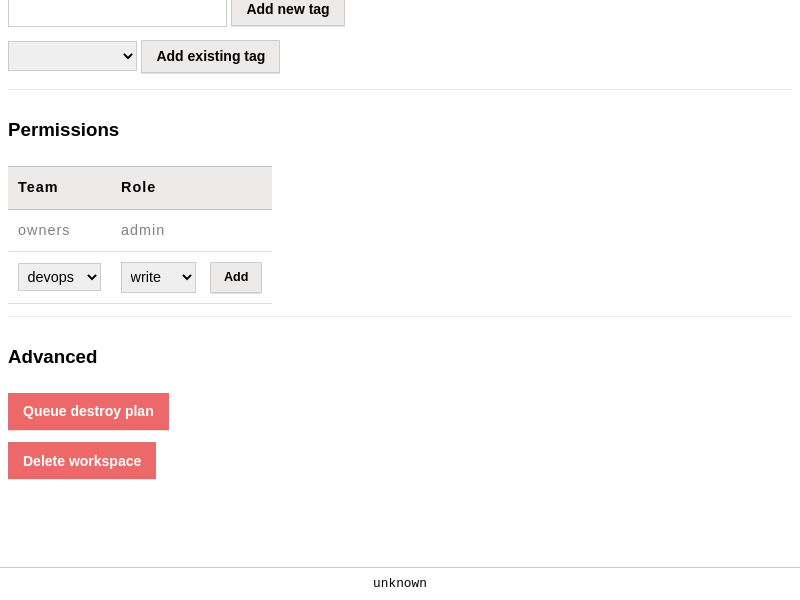 Add new tag
Add existing tag
Permissions
Team Role
owners admin
devops write Add
Advanced
Queue destroy plan
Delete workspace
unknown